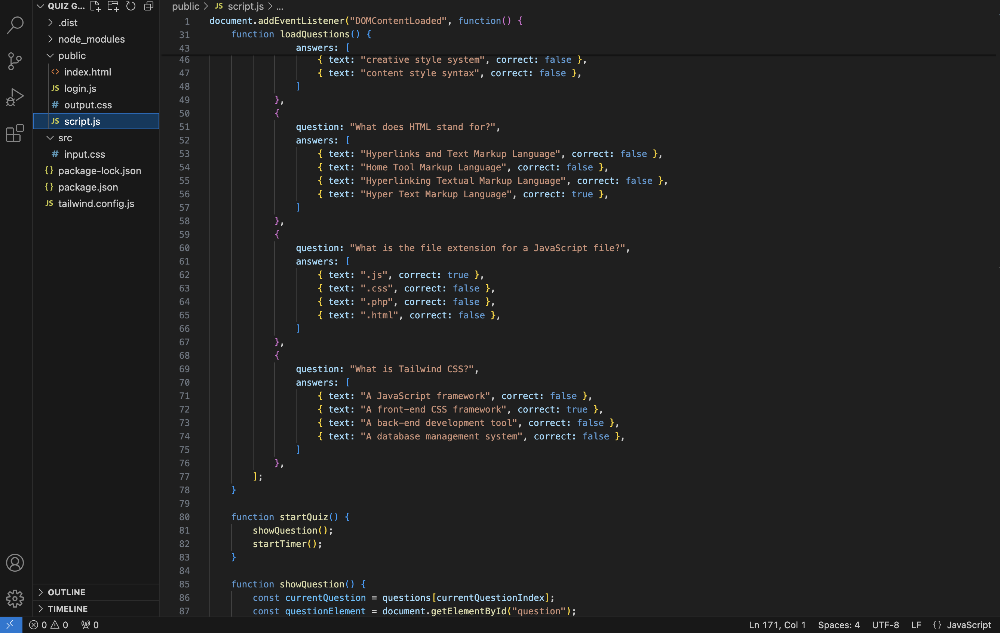 QUIZ G...
.dist
node_modules
public
<> index.html
JS login.js
# output.css
JS script.js
src
# input.css
{} package-lock.json
{} package.json
JS tailwind.config.js
OUTLINE
TIMELINE
public > JS script.js > ...
1 document.addEventListener("DOMContentLoaded", function() {
31 function loadQuestions() {
43 answers: [
46 { text: "creative style system", correct: false },
47 { text: "content style syntax", correct: false },
48 ]
49 },
50 {
51 question: "What does HTML stand for?",
52 answers: [
53 { text: "Hyperlinks and Text Markup Language", correct: false },
54 { text: "Home Tool Markup Language", correct: false },
55 { text: "Hyperlinking Textual Markup Language", correct: false },
56 { text: "Hyper Text Markup Language", correct: true },
57 ]
58 },
59 {
60 question: "What is the file extension for a JavaScript file?",
61 answers: [
62 { text: ".js", correct: true },
63 { text: ".css", correct: false },
64 { text: ".php", correct: false },
65 { text: ".html", correct: false },
66 ]
67 },
68 {
69 question: "What is Tailwind CSS?",
70 answers: [
71 { text: "A JavaScript framework", correct: false },
72 { text: "A front-end CSS framework", correct: true },
73 { text: "A back-end development tool", correct: false },
74 { text: "A database management system", correct: false },
75 ]
76 },
77 ];
78 }
79
80 function startQuiz() {
81 showQuestion();
82 startTimer();
83 }
84
85 function showQuestion() {
86 const currentQuestion = questions[currentQuestionIndex];
87 const questionElement = document.getElementById("question");
0 0 0 Ln 171, Col 1 Spaces: 4 UTF-8 LF {} JavaScript